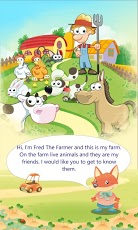 Hi, I'm Fred The Farmer and this is my farm.
On the farm live animals and they are my
friends. I would like you to get to know
them.